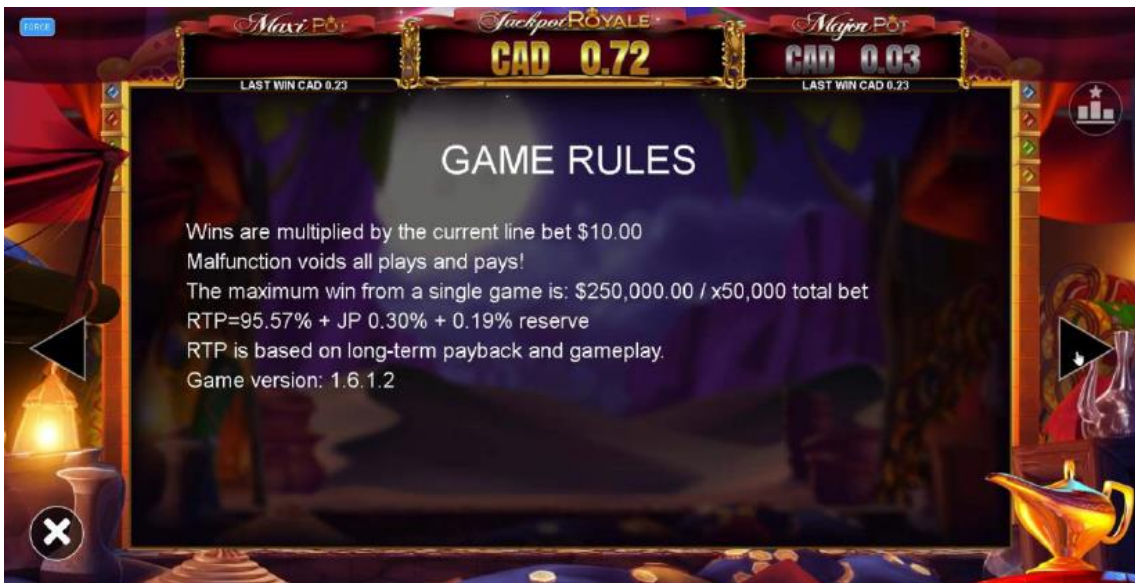 FORCE
Maxi POT
Jackpot ROYALE
Major POT
CAD 0.72
CAD 0.03
LAST WIN CAD 0.23
LAST WIN CAD 0.23
GAME RULES
Wins are multiplied by the current line bet $10.00
Malfunction voids all plays and pays!
The maximum win from a single game is: $250,000.00 / x50,000 total bet
RTP=95.57% + JP 0.30% + 0.19% reserve
RTP is based on long-term payback and gameplay.
Game version: 1.6.1.2